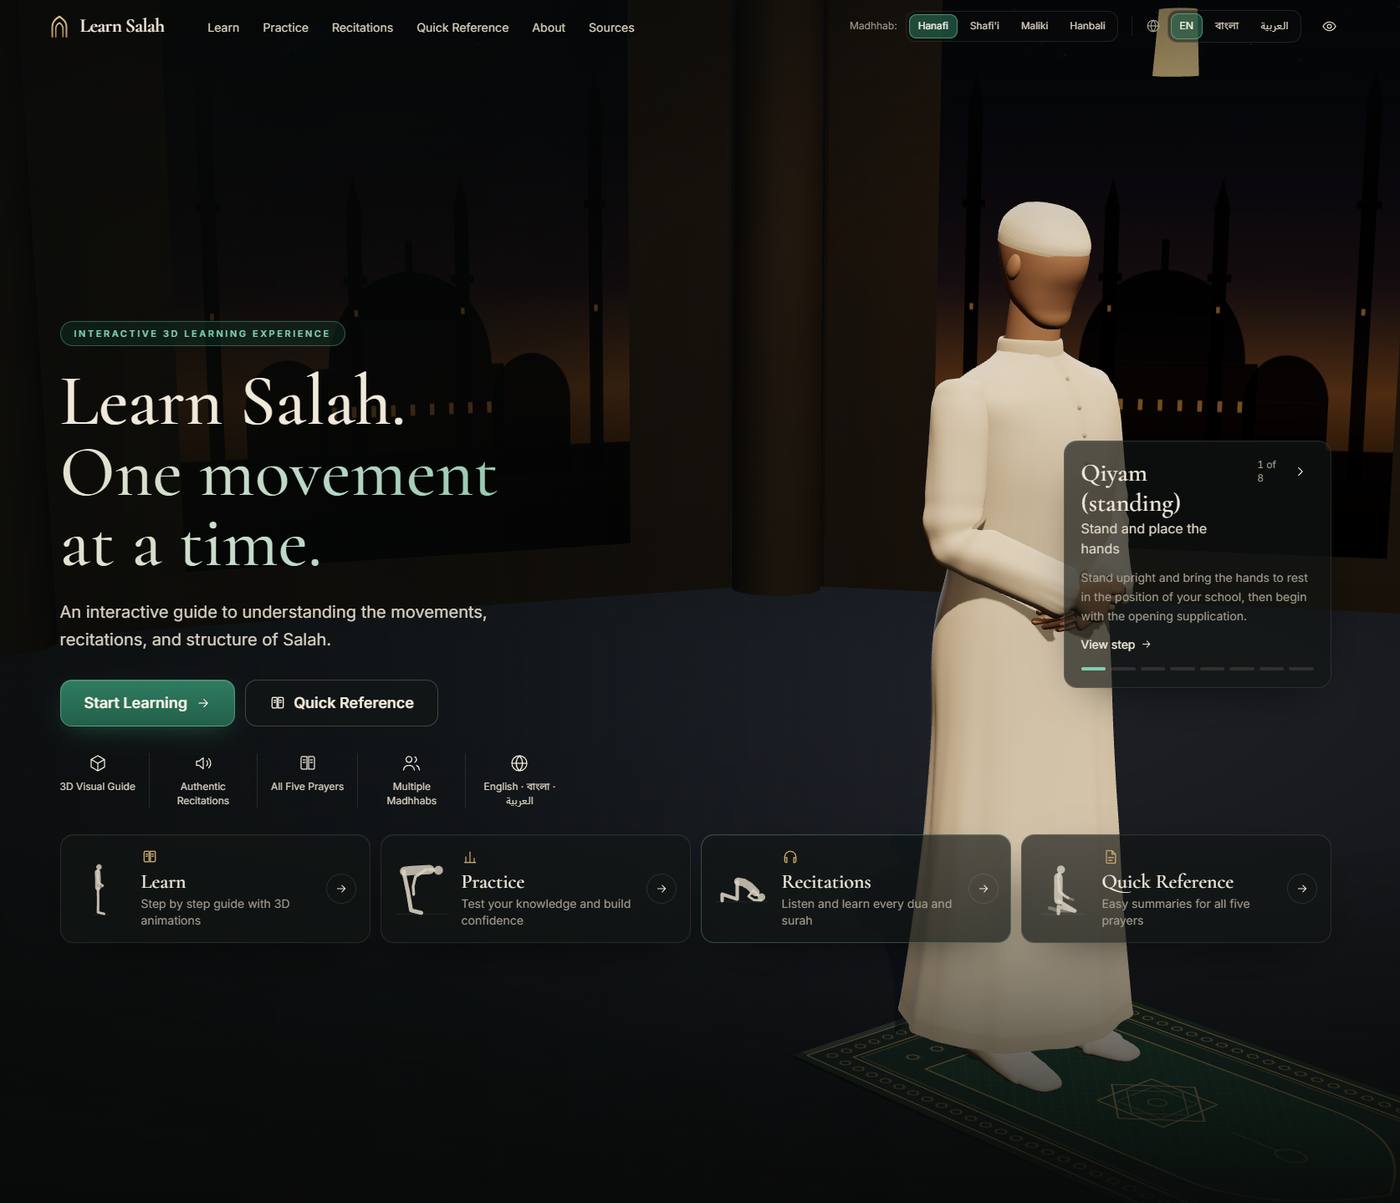 Learn Salah
Learn
Practice
Recitations
Quick Reference
About
Sources
Madhhab:
Hanafi
Shafi'i
Maliki
Hanbali
EN
বাংলা
العربية
INTERACTIVE 3D LEARNING EXPERIENCE
Learn Salah.
One movement
at a time.
An interactive guide to understanding the movements,
recitations, and structure of Salah.
Start Learning →
Quick Reference
3D Visual Guide
Authentic
Recitations
All Five Prayers
Multiple
Madhhabs
English · বাংলা ·
العربية
Qiyam
(standing)
1 of
8
Stand and place the
hands
Stand upright and bring the hands to rest
in the position of your school, then begin
with the opening supplication.
View step →
Learn
Step by step guide with 3D
animations
Practice
Test your knowledge and build
confidence
Recitations
Listen and learn every dua and
surah
Quick Reference
Easy summaries for all five
prayers